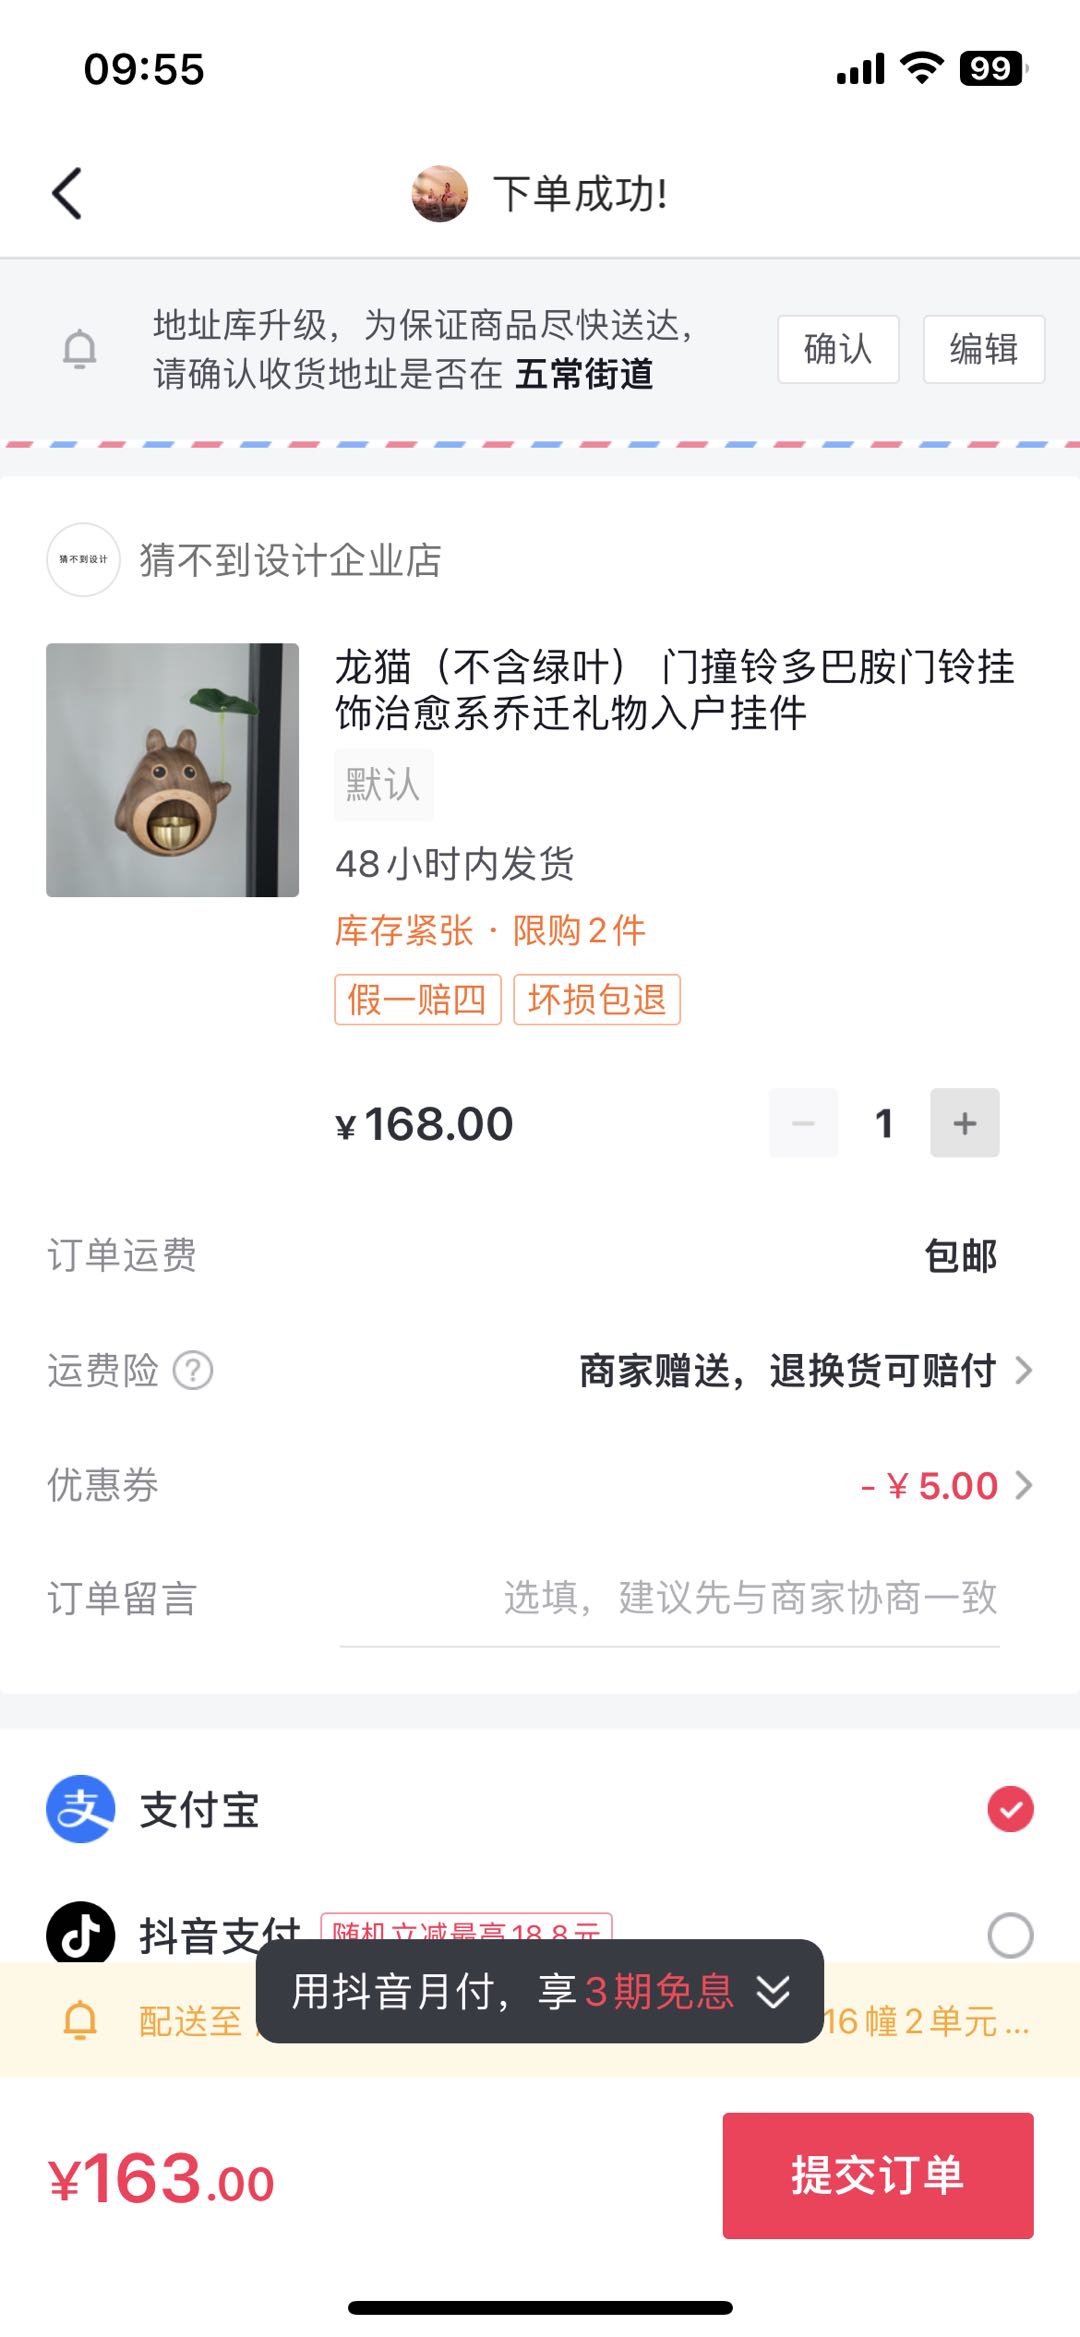 09:55
99
下单成功!
地址库升级，为保证商品尽快送达，
请确认收货地址是否在 五常街道
确认
编辑
猜不到设计
猜不到设计企业店
龙猫（不含绿叶） 门撞铃多巴胺门铃挂
饰治愈系乔迁礼物入户挂件
默认
48小时内发货
库存紧张 · 限购2件
假一赔四
坏损包退
¥168.00
1
订单运费
包邮
运费险 ?
商家赠送，退换货可赔付
优惠券
- ¥ 5.00
订单留言
选填，建议先与商家协商一致
支
支付宝
抖音支付
随机立减最高18.8元
用抖音月付，享3期免息
配送至
16幢2单元...
¥163.00
提交订单